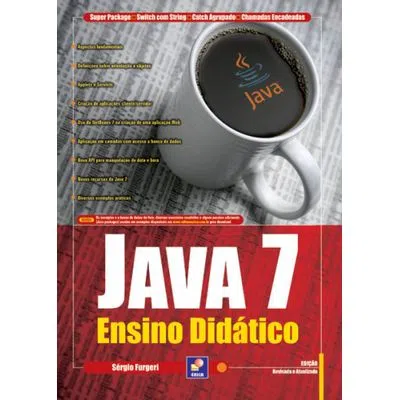 Super Package :: Switch com String :: Catch Agrupado :: Chamadas Encadeadas
Aspectos fundamentais
Definições sobre orientação a objetos
Applets e Servlets
Criação de aplicações cliente-servidor
Uso do NetBeans 7 na criação de uma aplicação Web
Aplicação em camadas com acesso a banco de dados
Nova API para manipulação de data e hora
Novos recursos do Java 7
Diversos exemplos práticos
Java
JAVA 7
Ensino Didático
Sérgio Furgeri
ÉRICA
EDIÇÃO
Revisada e Atualizada